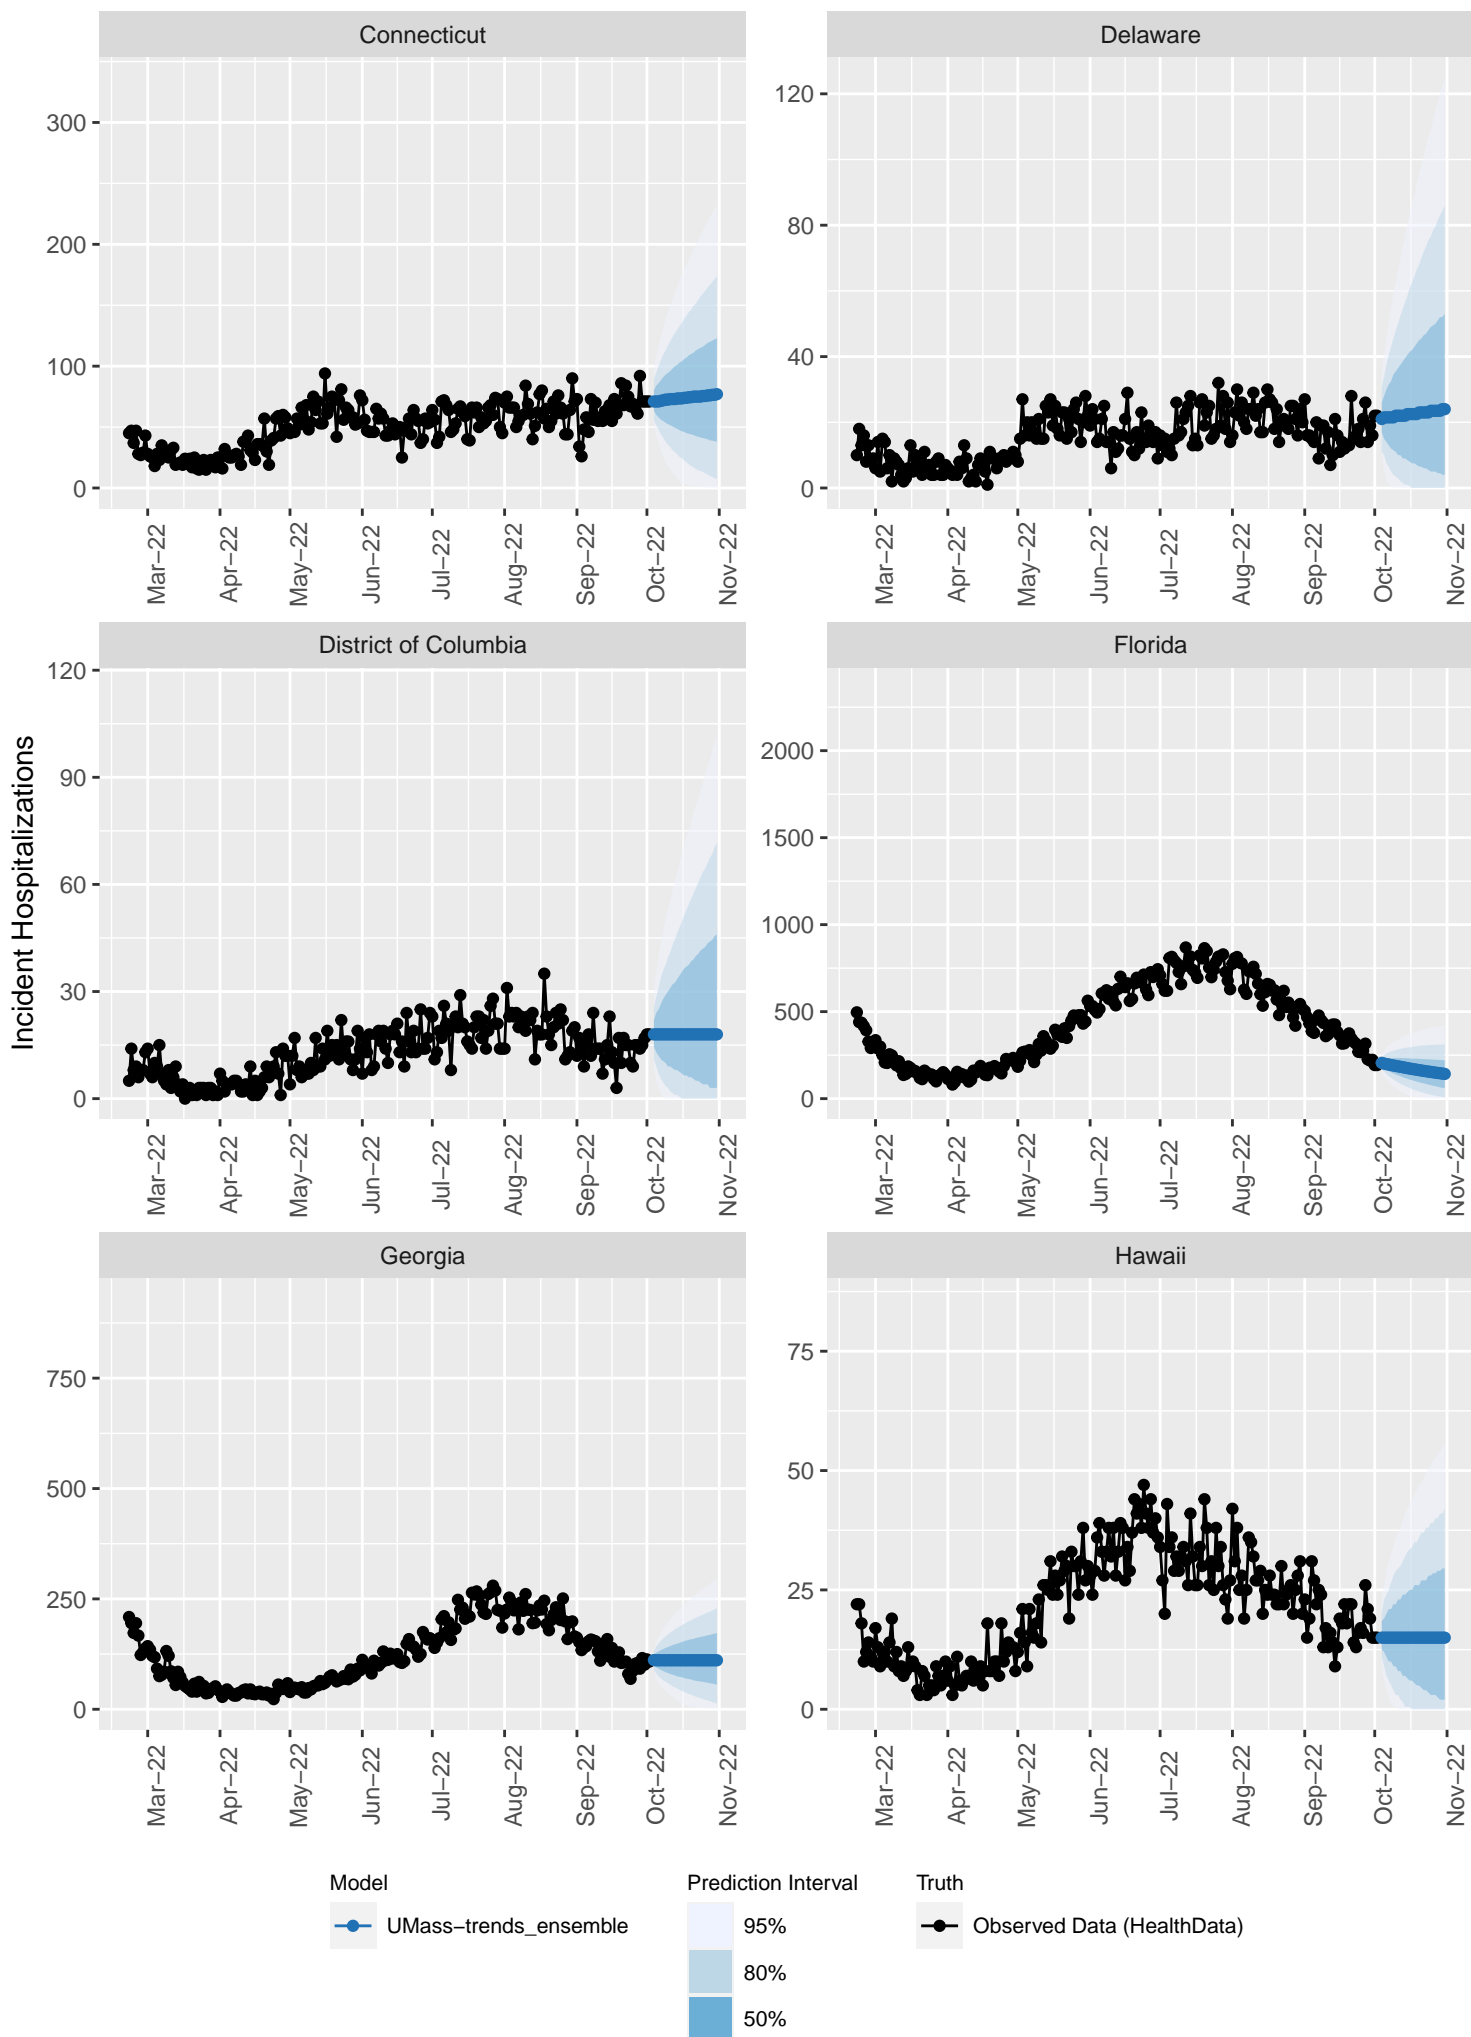 Connecticut
Delaware
300
200
100
0
120
80
40
0
Mar−22
Apr−22
May−22
Jun−22
Jul−22
Aug−22
Sep−22
Oct−22
Nov−22
Mar−22
Apr−22
May−22
Jun−22
Jul−22
Aug−22
Sep−22
Oct−22
Nov−22
District of Columbia
Florida
Incident Hospitalizations
120
90
60
30
0
2000
1500
1000
500
0
Mar−22
Apr−22
May−22
Jun−22
Jul−22
Aug−22
Sep−22
Oct−22
Nov−22
Mar−22
Apr−22
May−22
Jun−22
Jul−22
Aug−22
Sep−22
Oct−22
Nov−22
Georgia
Hawaii
750
500
250
0
75
50
25
0
Mar−22
Apr−22
May−22
Jun−22
Jul−22
Aug−22
Sep−22
Oct−22
Nov−22
Mar−22
Apr−22
May−22
Jun−22
Jul−22
Aug−22
Sep−22
Oct−22
Nov−22
Model
UMass−trends_ensemble
Prediction Interval
95%
80%
50%
Truth
Observed Data (HealthData)